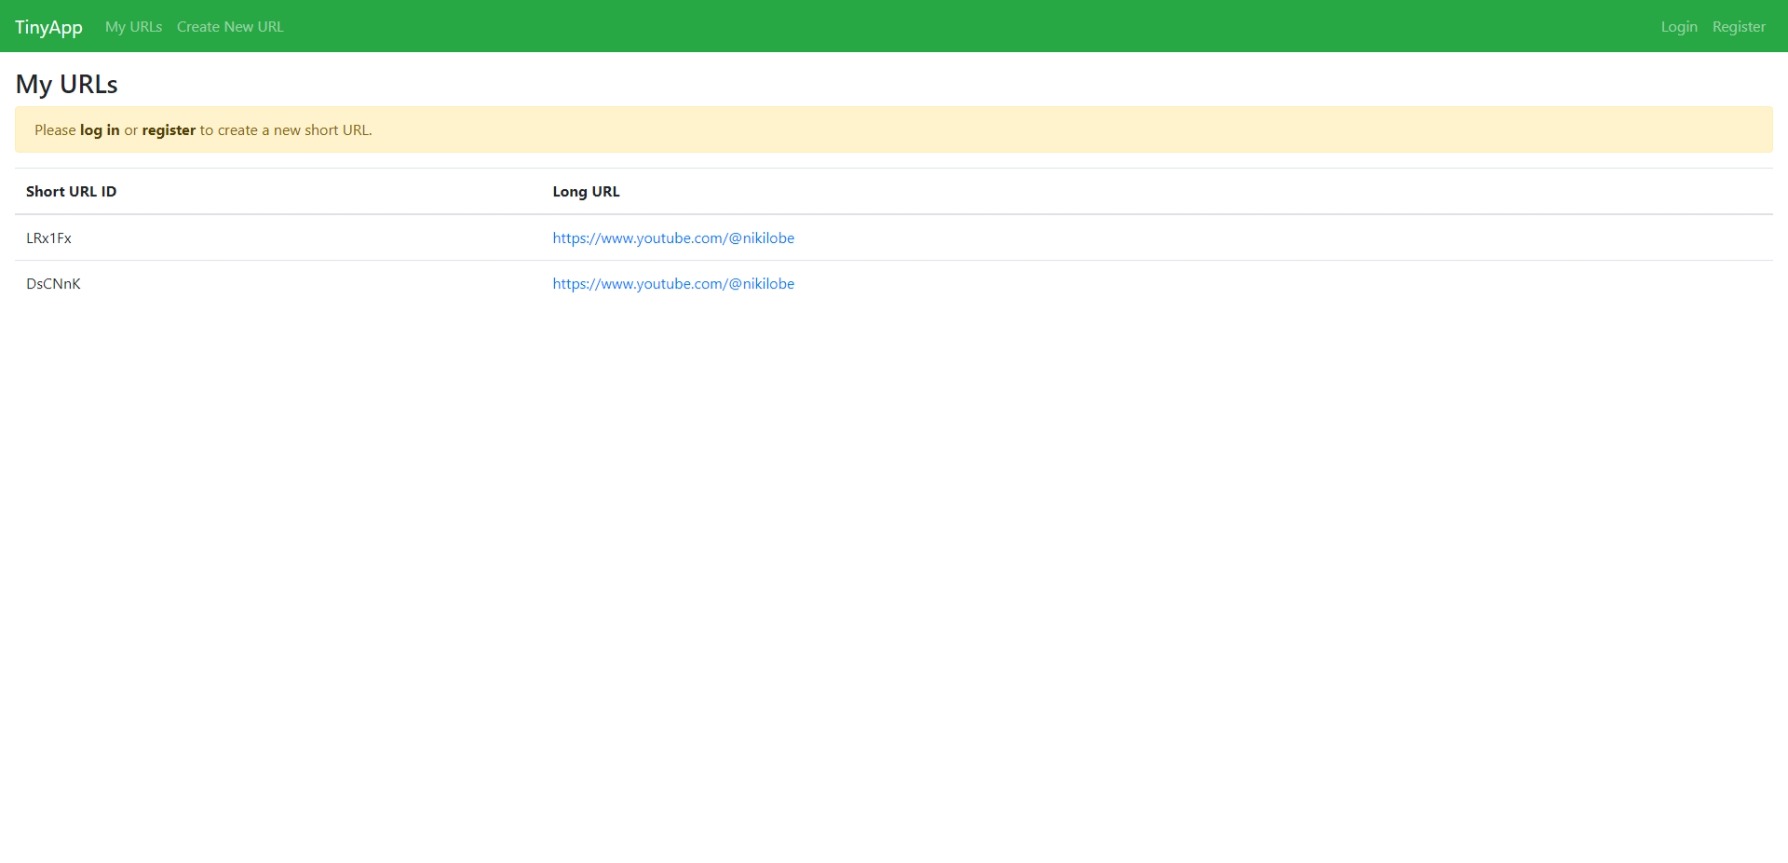 TinyApp My URLs Create New URL Login Register
My URLs
Please log in or register to create a new short URL.
Short URL ID Long URL
LRx1Fx https://www.youtube.com/@nikilobe
DsCNnK https://www.youtube.com/@nikilobe